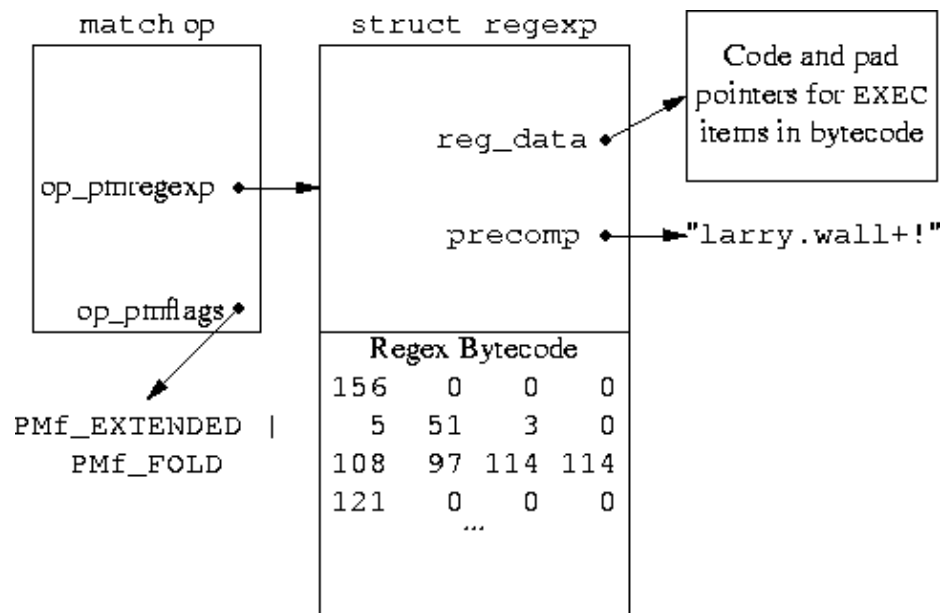 match op
struct regexp
Code and pad
pointers for EXEC
items in bytecode
reg_data
op_pmregexp
precomp
"larry.wall+!"
op_pmflags
PMf_EXTENDED |
PMf_FOLD
Regex Bytecode
156 0 0 0
5 51 3 0
108 97 114 114
121 0 0 0
...